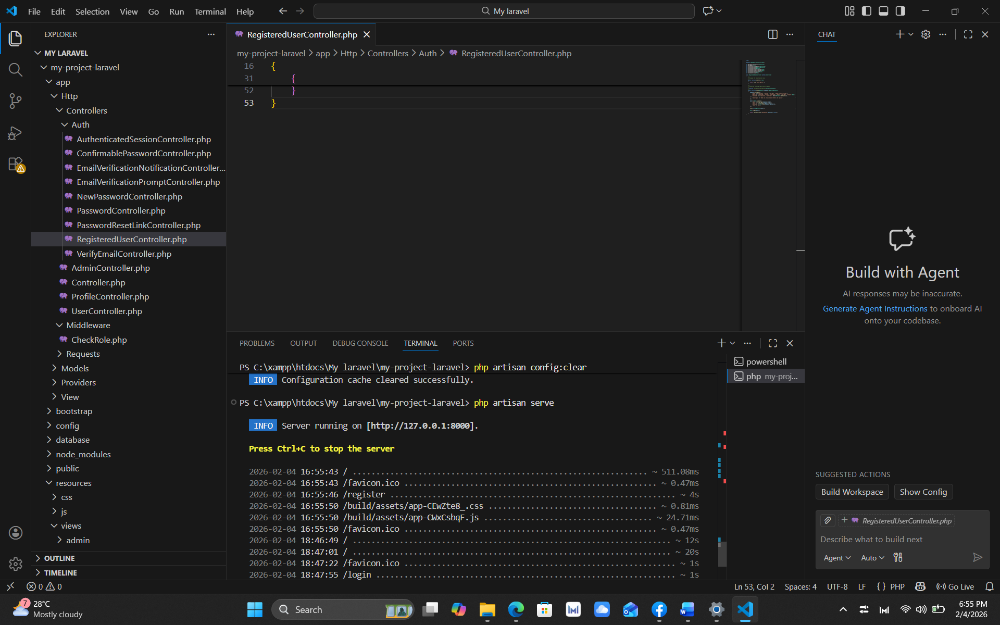 File Edit Selection View Go Run Terminal Help
My laravel
EXPLORER
MY LARAVEL
my-project-laravel
app
Http
Controllers
Auth
AuthenticatedSessionController.php
ConfirmablePasswordController.php
EmailVerificationNotificationController...
EmailVerificationPromptController.php
NewPasswordController.php
PasswordController.php
PasswordResetLinkController.php
RegisteredUserController.php
VerifyEmailController.php
AdminController.php
Controller.php
ProfileController.php
UserController.php
Middleware
CheckRole.php
Requests
Models
Providers
View
bootstrap
config
database
node_modules
public
resources
css
js
views
admin
OUTLINE
TIMELINE
RegisteredUserController.php
my-project-laravel > app > Http > Controllers > Auth > RegisteredUserController.php
16 {
31 {
52 }
53 }
PROBLEMS OUTPUT DEBUG CONSOLE TERMINAL PORTS
PS C:\xampp\htdocs\My laravel\my-project-laravel> php artisan config:clear
INFO Configuration cache cleared successfully.
PS C:\xampp\htdocs\My laravel\my-project-laravel> php artisan serve
INFO Server running on [http://127.0.0.1:8000].
Press Ctrl+C to stop the server
2026-02-04 16:55:43 / ............................................................... ~ 511.08ms
2026-02-04 16:55:43 /favicon.ico ...................................................... ~ 0.47ms
2026-02-04 16:55:46 /register ............................................................. ~ 4s
2026-02-04 16:55:50 /build/assets/app-CEwZte8_.css .................................... ~ 0.81ms
2026-02-04 16:55:50 /build/assets/app-CWxCsbqF.js .................................... ~ 24.71ms
2026-02-04 16:55:50 /favicon.ico ...................................................... ~ 0.47ms
2026-02-04 18:46:49 / .................................................................... ~ 12s
2026-02-04 18:47:01 / .................................................................... ~ 20s
2026-02-04 18:47:22 /favicon.ico .......................................................... ~ 1s
2026-02-04 18:47:55 /login ................................................................ ~ 1s
powershell
php my-proj...
CHAT
Build with Agent
AI responses may be inaccurate.
Generate Agent Instructions to onboard AI
onto your codebase.
SUGGESTED ACTIONS
Build Workspace Show Config
RegisteredUserController.php
Describe what to build next
Agent Auto
0 0
Ln 53, Col 2 Spaces: 4 UTF-8 LF { } PHP Go Live
7
28°C
Mostly cloudy
Search
6:55 PM
2/4/2026